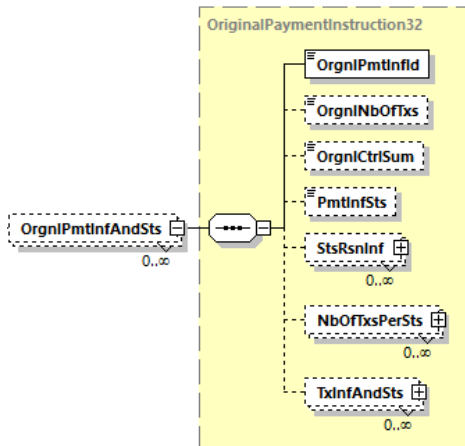 OriginalPaymentInstruction32
OrgnlPmtInfId
OrgnlNbOfTxs
OrgnlCtrlSum
OrgnlPmtInfAndSts
0..∞
PmtInfSts
StsRsnInf
0..∞
NbOfTxsPerSts
0..∞
TxInfAndSts
0..∞